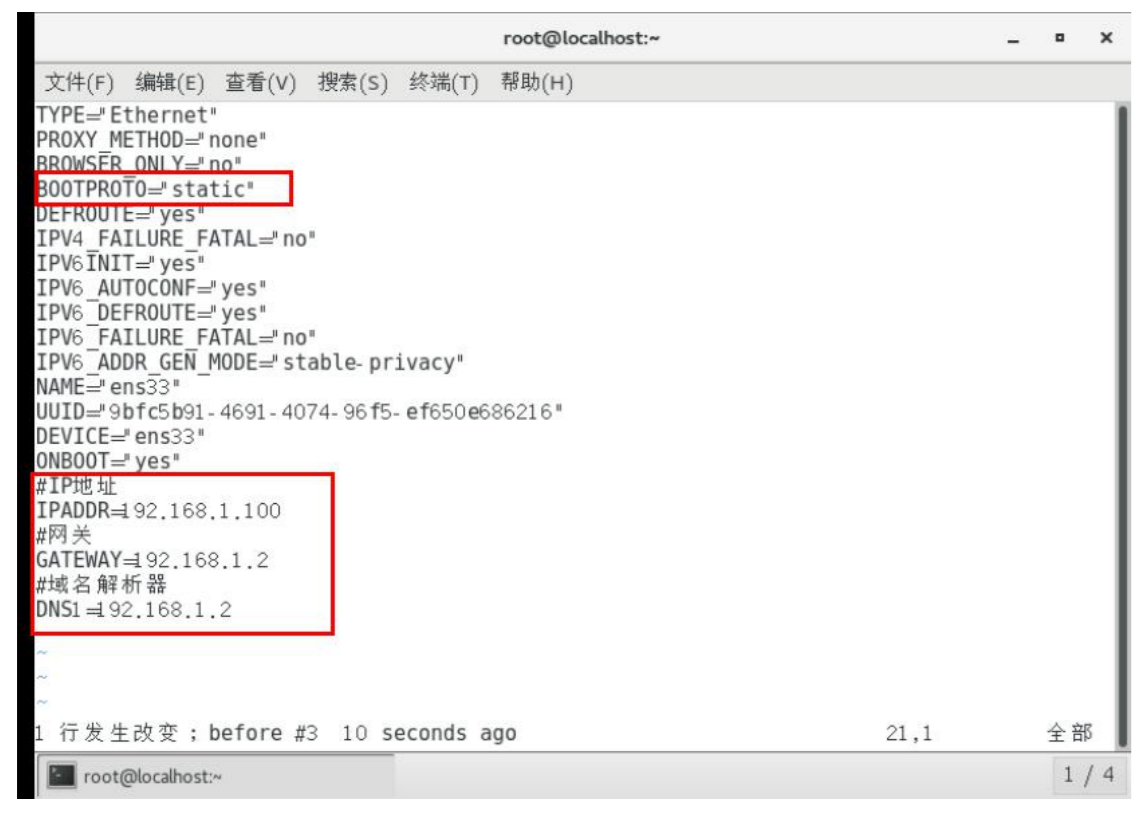 root@localhost:~
文件(F) 编辑(E) 查看(V) 搜索(S) 终端(T) 帮助(H)
TYPE="Ethernet"
PROXY_METHOD="none"
BROWSER_ONLY="no"
BOOTPROTO="static"
DEFROUTE="yes"
IPV4_FAILURE_FATAL="no"
IPV6INIT="yes"
IPV6_AUTOCONF="yes"
IPV6_DEFROUTE="yes"
IPV6_FAILURE_FATAL="no"
IPV6_ADDR_GEN_MODE="stable-privacy"
NAME="ens33"
UUID="9bfc5b91-4691-4074-96f5-ef650e686216"
DEVICE="ens33"
ONBOOT="yes"
#IP地址
IPADDR=192.168.1.100
#网关
GATEWAY=192.168.1.2
#域名解析器
DNS1=192.168.1.2
~
~
~
1 行发生改变；before #3 10 seconds ago 21,1 全部
root@localhost:~ 1 / 4